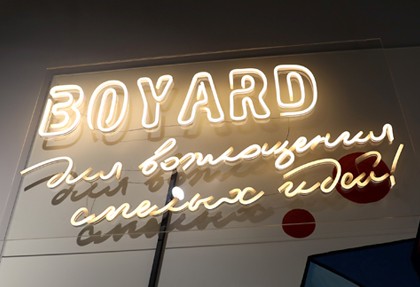 BOYARD
для воплощения
смелых идей!